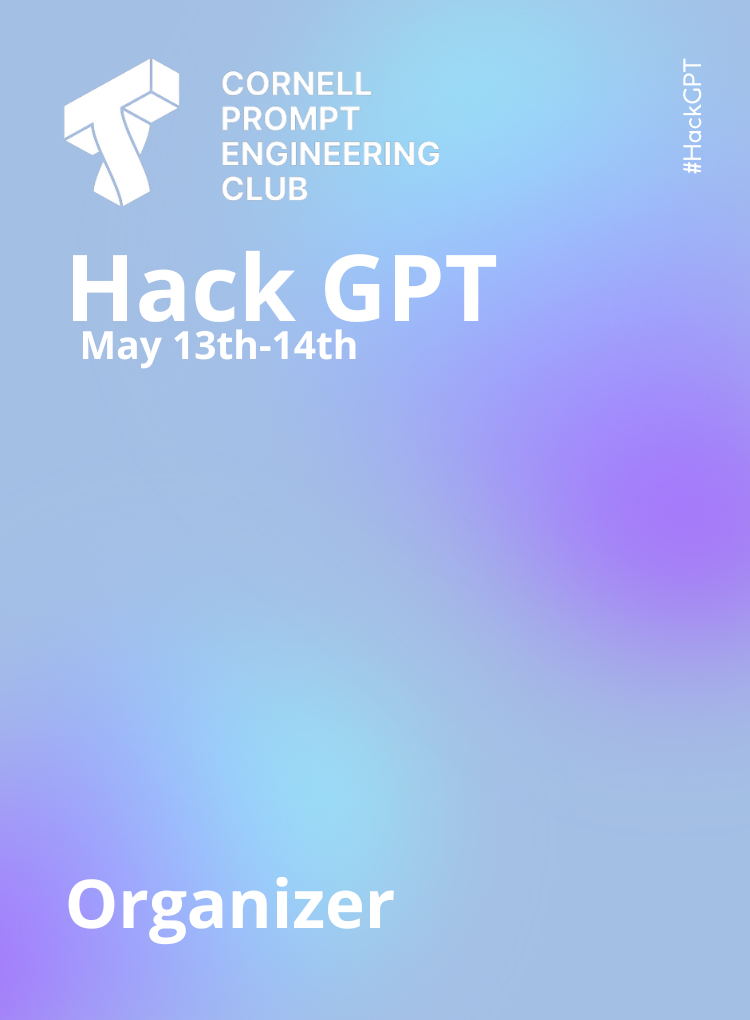 CORNELL
PROMPT
ENGINEERING
CLUB
#HackGPT
Hack GPT
May 13th-14th
Organizer